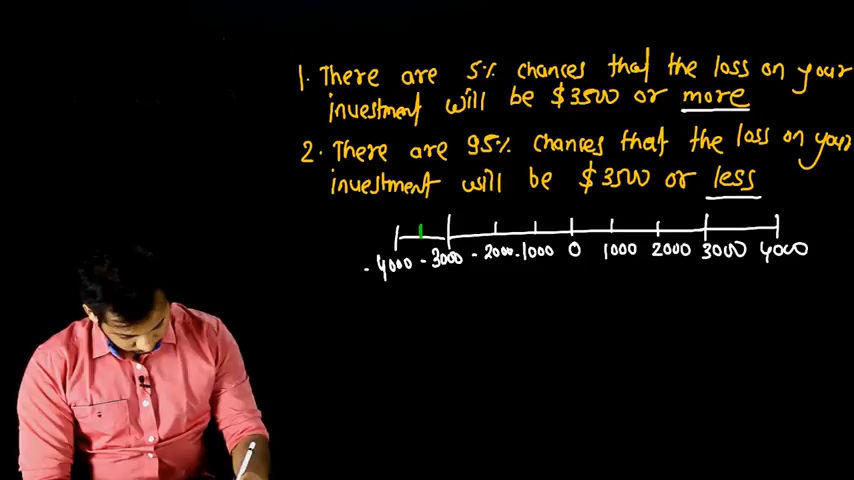 1. There are 5% chances that the loss on your
investment will be $3500 or more
2. There are 95% chances that the loss on your
investment will be $3500 or less
-4000 -3000 -2000 -1000 0 1000 2000 3000 4000